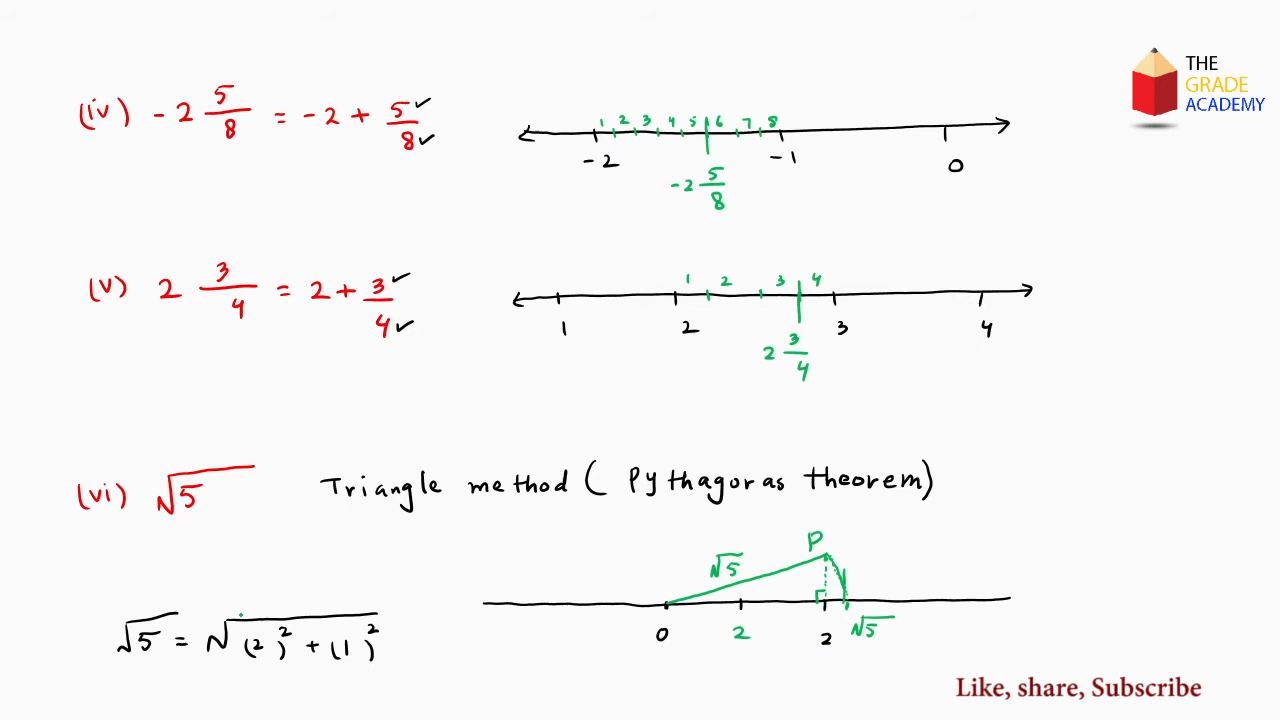 THE
GRADE
ACADEMY
(iv) - 2 5/8 = - 2 + 5/8 ✓ ✓
1 2 3 4 5 6 7 8
- 2 - 1 0
- 2 5/8
(v) 2 3/4 = 2 + 3/4 ✓ ✓
1 2 3 4
1 2 3 4
2 3/4
(vi) √5 Triangle method ( Pythagoras theorem)
P
√5
0 2 2 √5
√5 = √(2)² + (1)²
Like, share, Subscribe